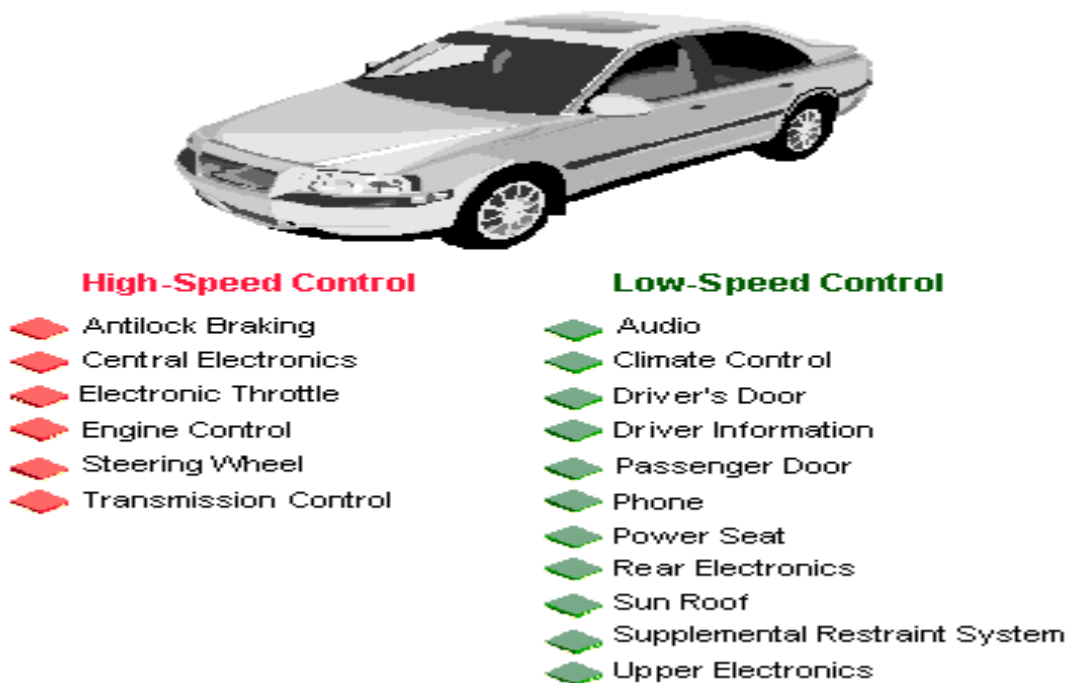 High-Speed Control
Antilock Braking
Central Electronics
Electronic Throttle
Engine Control
Steering Wheel
Transmission Control
Low-Speed Control
Audio
Climate Control
Driver's Door
Driver Information
Passenger Door
Phone
Power Seat
Rear Electronics
Sun Roof
Supplemental Restraint System
Upper Electronics